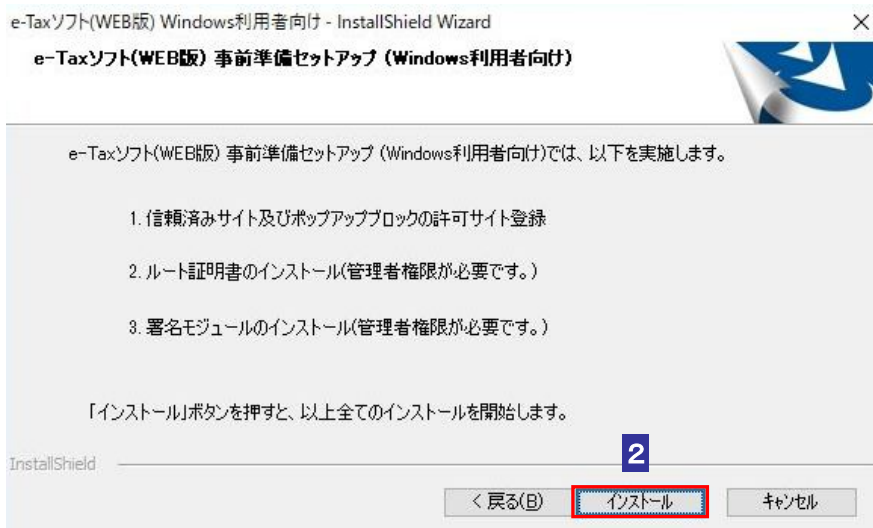 e-Taxソフト(WEB版) Windows利用者向け - InstallShield Wizard
e-Taxソフト(WEB版) 事前準備セットアップ (Windows利用者向け)
e-Taxソフト(WEB版) 事前準備セットアップ (Windows利用者向け)では、以下を実施します。
1. 信頼済みサイト及びポップアップブロックの許可サイト登録
2. ルート証明書のインストール(管理者権限が必要です。)
3. 署名モジュールのインストール(管理者権限が必要です。)
「インストール」ボタンを押すと、以上全てのインストールを開始します。
2
InstallShield
< 戻る(B) インストール キャンセル